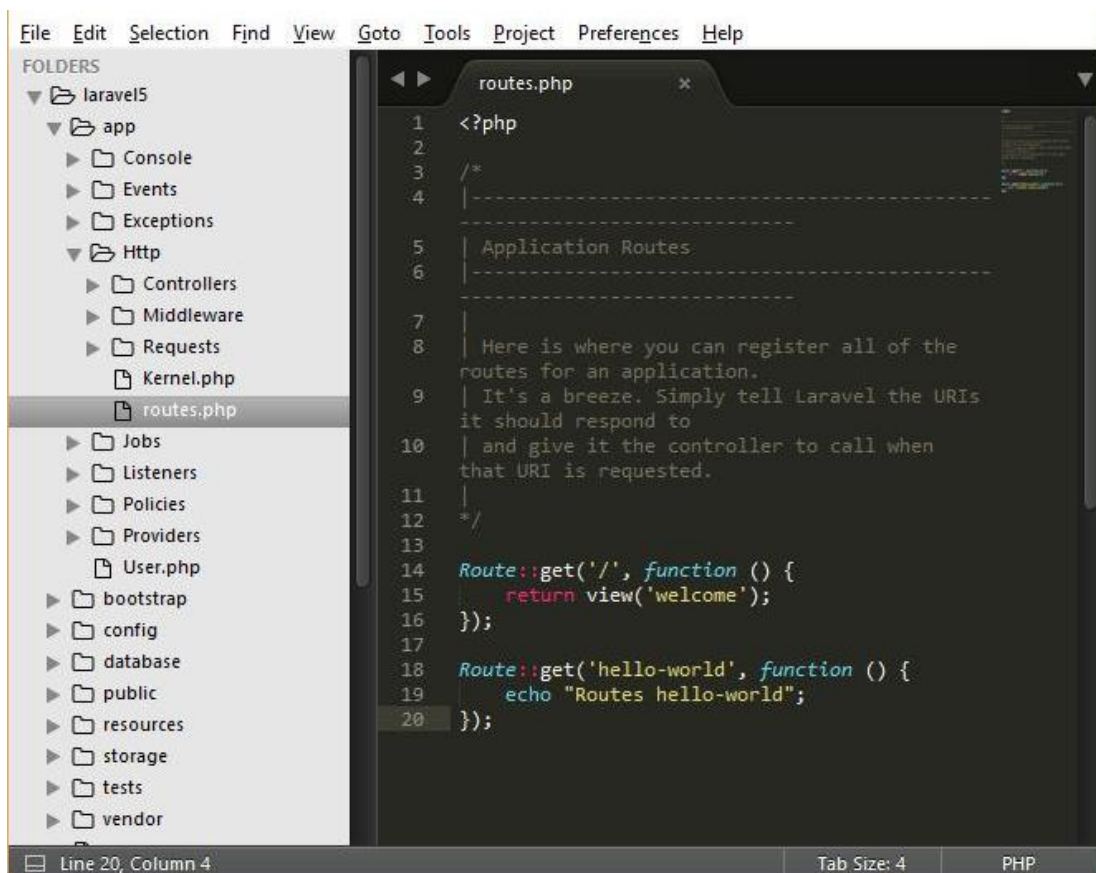 File Edit Selection Find View Goto Tools Project Preferences Help
FOLDERS
laravel5
app
Console
Events
Exceptions
Http
Controllers
Middleware
Requests
Kernel.php
routes.php
Jobs
Listeners
Policies
Providers
User.php
bootstrap
config
database
public
resources
storage
tests
vendor
routes.php ×
1 <?php
2
3 /*
4 |---------------------------------------------
-----------------------------
5 | Application Routes
6 |---------------------------------------------
-----------------------------
7 |
8 | Here is where you can register all of the
routes for an application.
9 | It's a breeze. Simply tell Laravel the URIs
it should respond to
10 | and give it the controller to call when
that URI is requested.
11 |
12 */
13
14 Route::get('/', function () {
15     return view('welcome');
16 });
17
18 Route::get('hello-world', function () {
19     echo "Routes hello-world";
20 });
Line 20, Column 4 Tab Size: 4 PHP